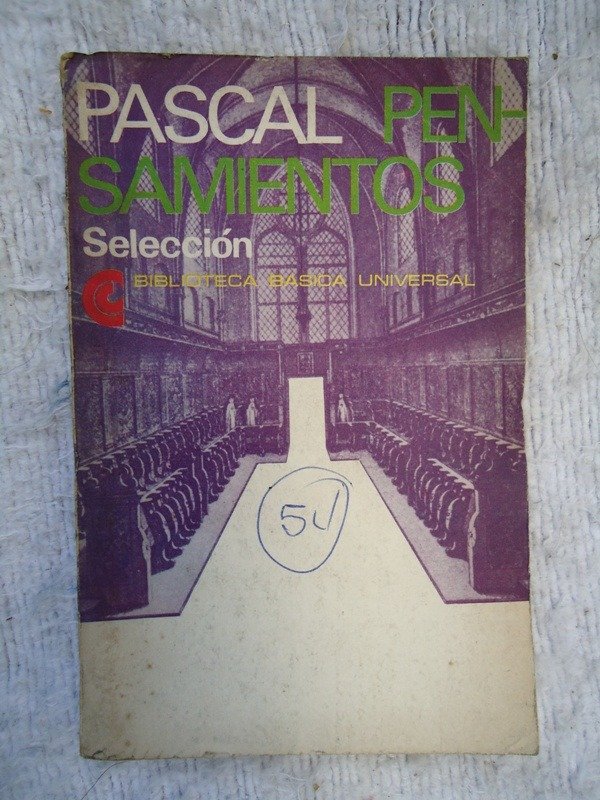 PASCAL PEN-
SAMIENTOS
Selección
BIBLIOTECA BASICA UNIVERSAL